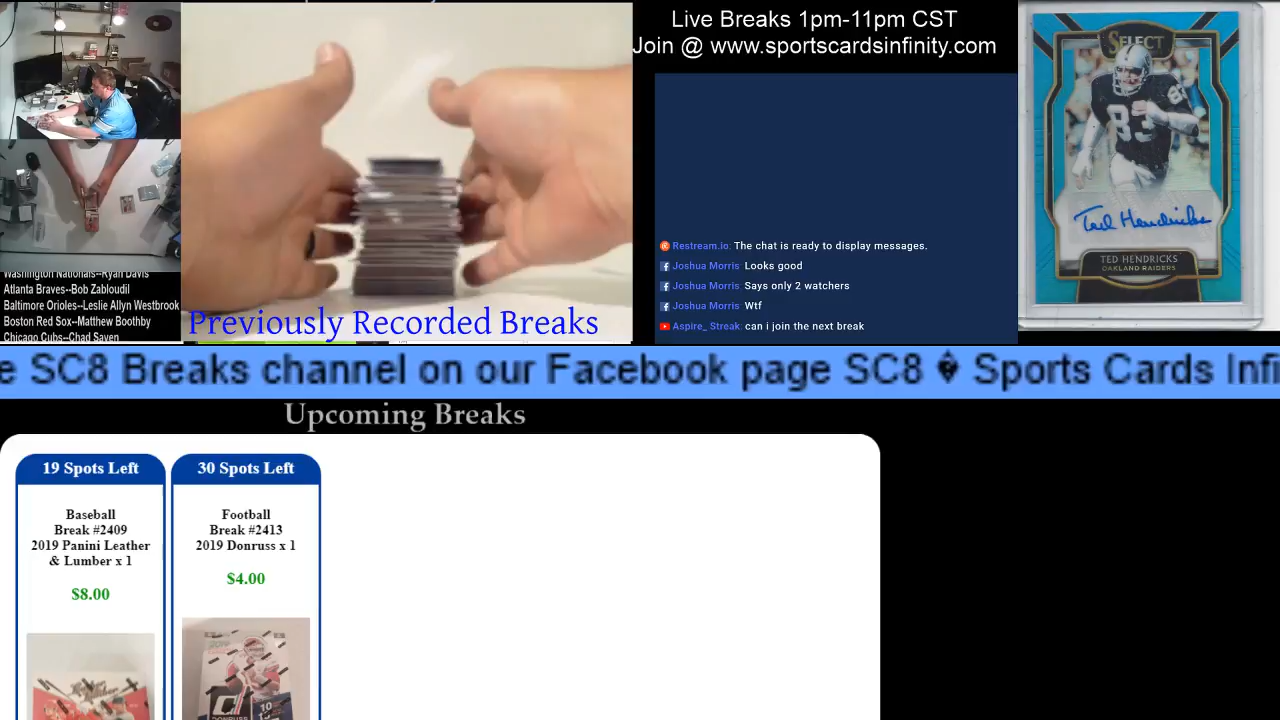 Live Breaks 1pm-11pm CST
Join @ www.sportscardsinfinity.com
Washington Nationals--Ryan Davis
Atlanta Braves--Bob Zabloudil
Baltimore Orioles--Leslie Allyn Westbrook
Boston Red Sox--Matthew Boothby
Chicago Cubs--Chad Saven
Previously Recorded Breaks
Restream.io: The chat is ready to display messages.
Joshua Morris Looks good
Joshua Morris Says only 2 watchers
Joshua Morris Wtf
Aspire_ Streak: can i join the next break
SELECT
83
Ted Hendricks
TED HENDRICKS
OAKLAND RAIDERS
e SC8 Breaks channel on our Facebook page SC8 � Sports Cards Infi
Upcoming Breaks
19 Spots Left
Baseball
Break #2409
2019 Panini Leather
& Lumber x 1
$8.00
30 Spots Left
Football
Break #2413
2019 Donruss x 1
$4.00
DONRUSS
10